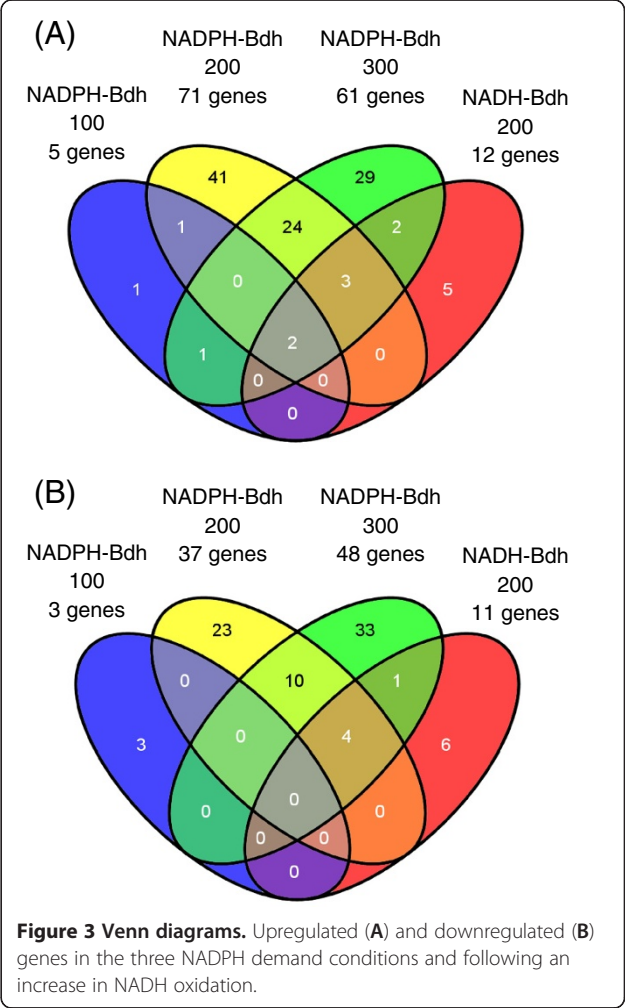 (A)
NADPH-Bdh
200
71 genes
NADPH-Bdh
300
61 genes
NADPH-Bdh
100
5 genes
NADH-Bdh
200
12 genes
41
29
1
24
2
1
0
3
5
1
2
0
0
0
0
(B)
NADPH-Bdh
200
37 genes
NADPH-Bdh
300
48 genes
NADPH-Bdh
100
3 genes
NADH-Bdh
200
11 genes
23
33
0
10
1
3
0
4
6
0
0
0
0
0
0
Figure 3 Venn diagrams. Upregulated (A) and downregulated (B)
genes in the three NADPH demand conditions and following an
increase in NADH oxidation.